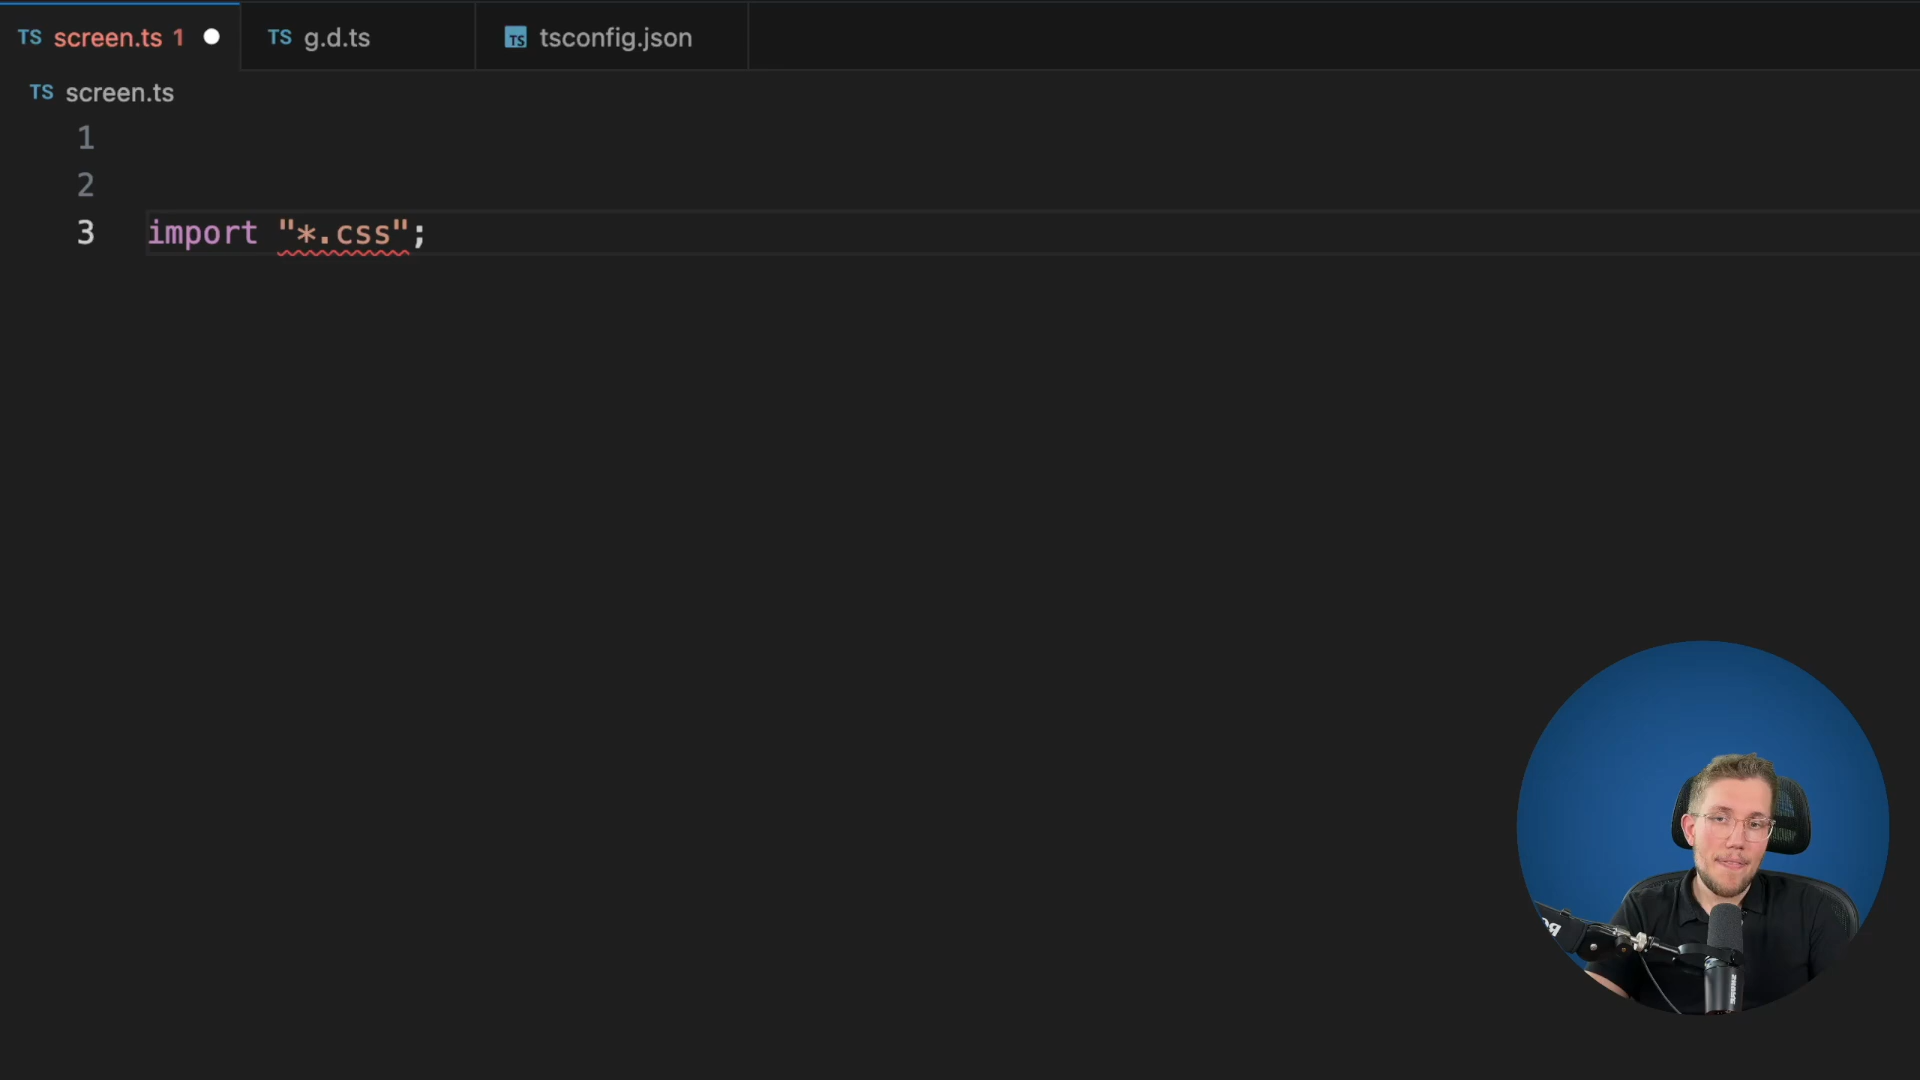 TS screen.ts 1
TS g.d.ts
TS tsconfig.json
TS screen.ts
1
2
3 import "*.css";